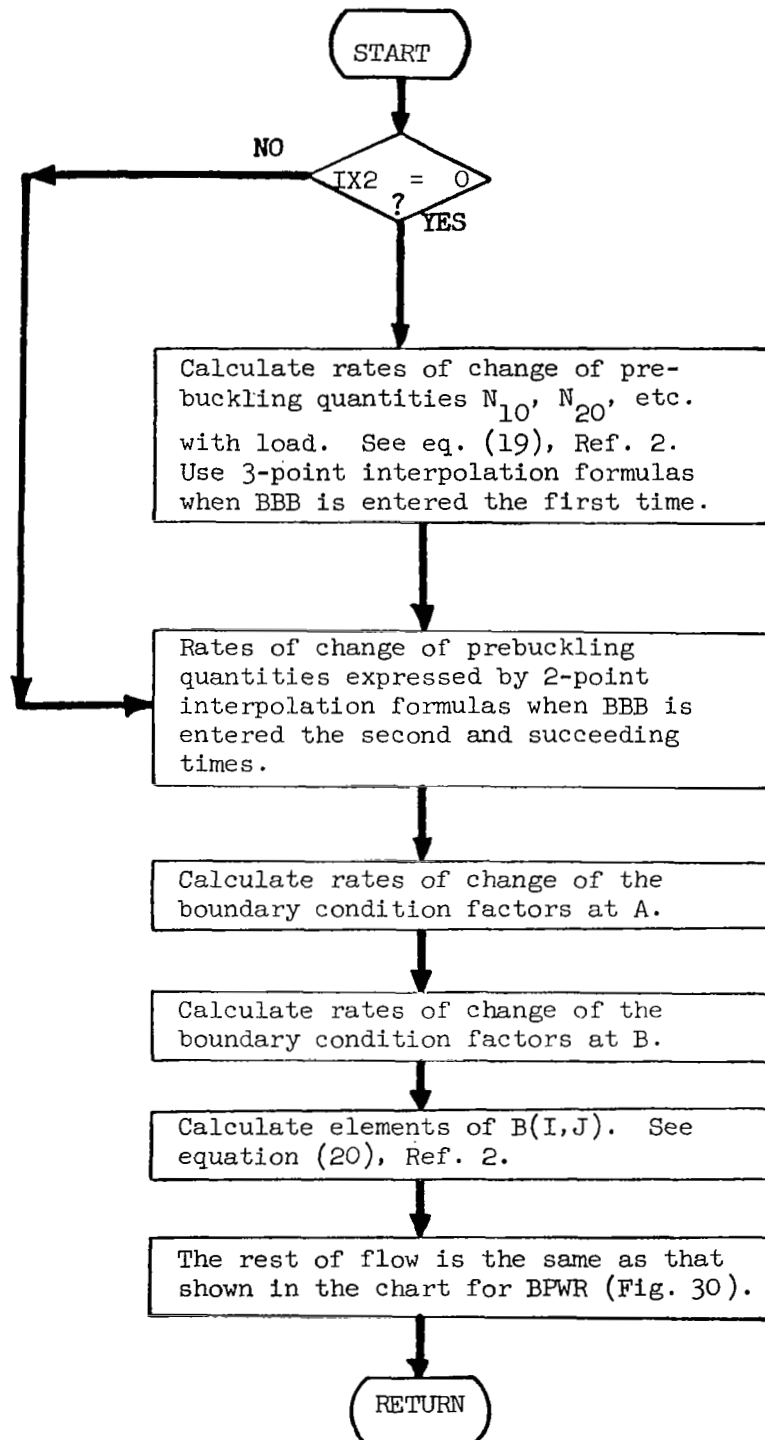 START
NO
IX2 = 0
?
YES
Calculate rates of change of pre-
buckling quantities N10, N20, etc.
with load. See eq. (19), Ref. 2.
Use 3-point interpolation formulas
when BBB is entered the first time.
Rates of change of prebuckling
quantities expressed by 2-point
interpolation formulas when BBB is
entered the second and succeeding
times.
Calculate rates of change of the
boundary condition factors at A.
Calculate rates of change of the
boundary condition factors at B.
Calculate elements of B(I,J). See
equation (20), Ref. 2.
The rest of flow is the same as that
shown in the chart for BPWR (Fig. 30).
RETURN